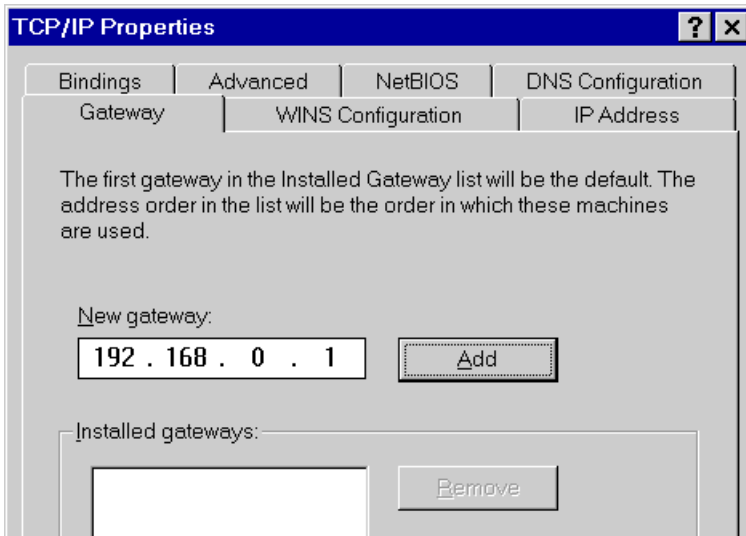 TCP/IP Properties ? ×
Bindings Advanced NetBIOS DNS Configuration
Gateway WINS Configuration IP Address
The first gateway in the Installed Gateway list will be the default. The
address order in the list will be the order in which these machines
are used.
New gateway:
192 . 168 . 0 . 1 Add
Installed gateways:
Remove